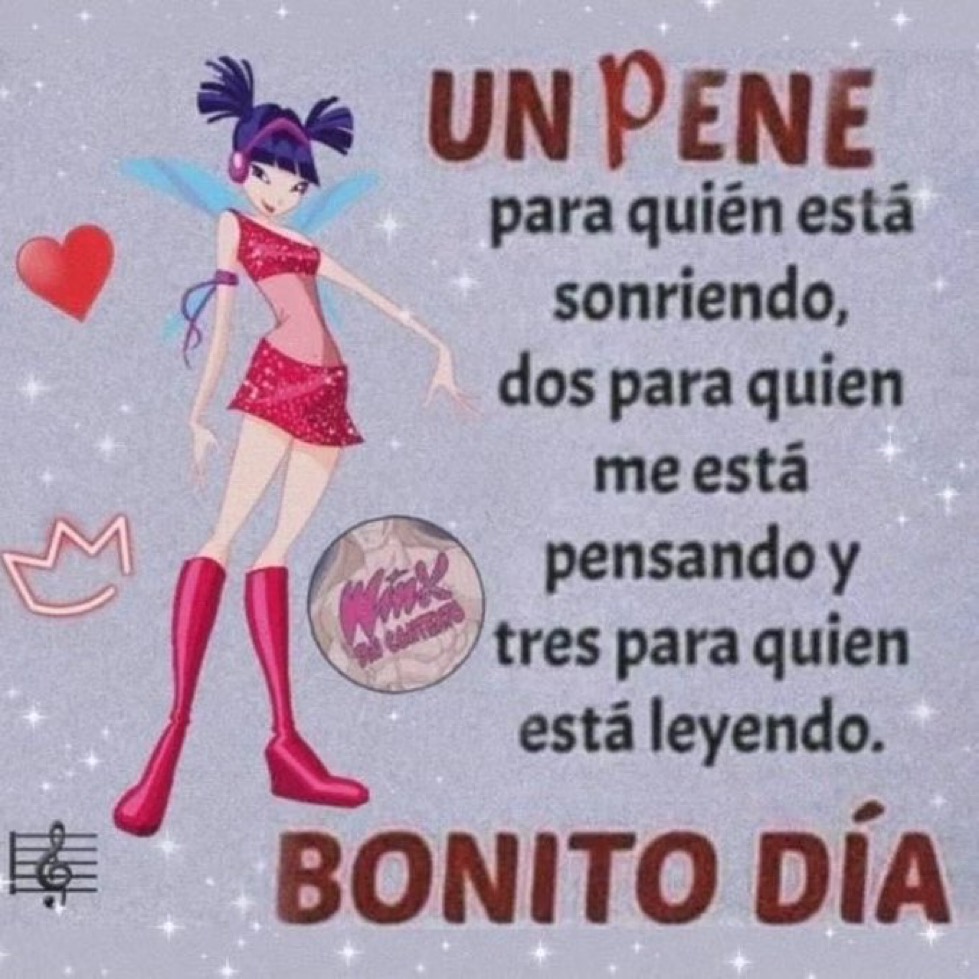 UN PENE
para quién está
sonriendo,
dos para quien
me está
pensando y
tres para quien
está leyendo.
Winx
BONITO DÍA